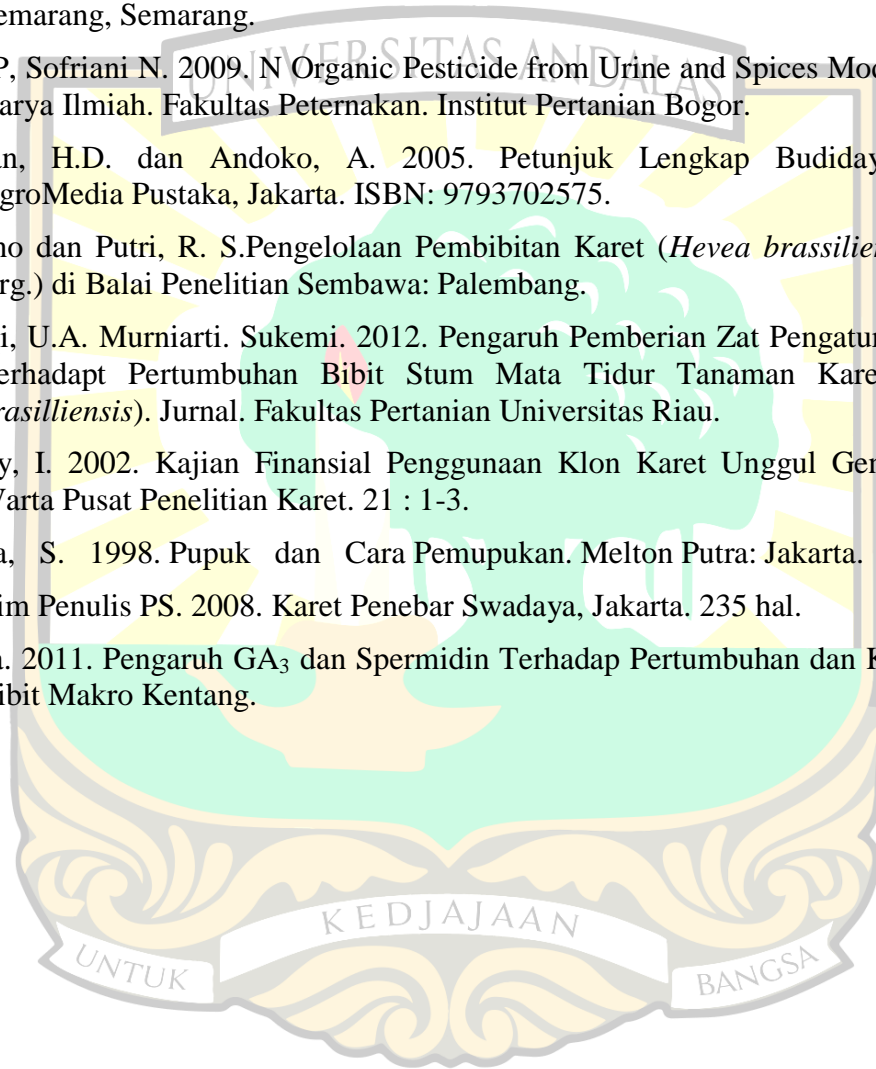 emarang, Semarang.
P, Sofriani N. 2009. N Organic Pesticide from Urine and Spices Mod
arya Ilmiah. Fakultas Peternakan. Institut Pertanian Bogor.
an, H.D. dan Andoko, A. 2005. Petunjuk Lengkap Budiday
groMedia Pustaka, Jakarta. ISBN: 9793702575.
no dan Putri, R. S.Pengelolaan Pembibitan Karet (Hevea brassilien
rg.) di Balai Penelitian Sembawa: Palembang.
i, U.A. Murniarti. Sukemi. 2012. Pengaruh Pemberian Zat Pengatur
erhadapt Pertumbuhan Bibit Stum Mata Tidur Tanaman Karet
rasilliensis). Jurnal. Fakultas Pertanian Universitas Riau.
y, I. 2002. Kajian Finansial Penggunaan Klon Karet Unggul Gen
Warta Pusat Penelitian Karet. 21 : 1-3.
a, S. 1998. Pupuk dan Cara Pemupukan. Melton Putra: Jakarta.
im Penulis PS. 2008. Karet Penebar Swadaya, Jakarta. 235 hal.
a. 2011. Pengaruh GA3 dan Spermidin Terhadap Pertumbuhan dan K
ibit Makro Kentang.
UNIVERSITAS ANDALAS
UNTUK KEDJAJAAN BANGSA